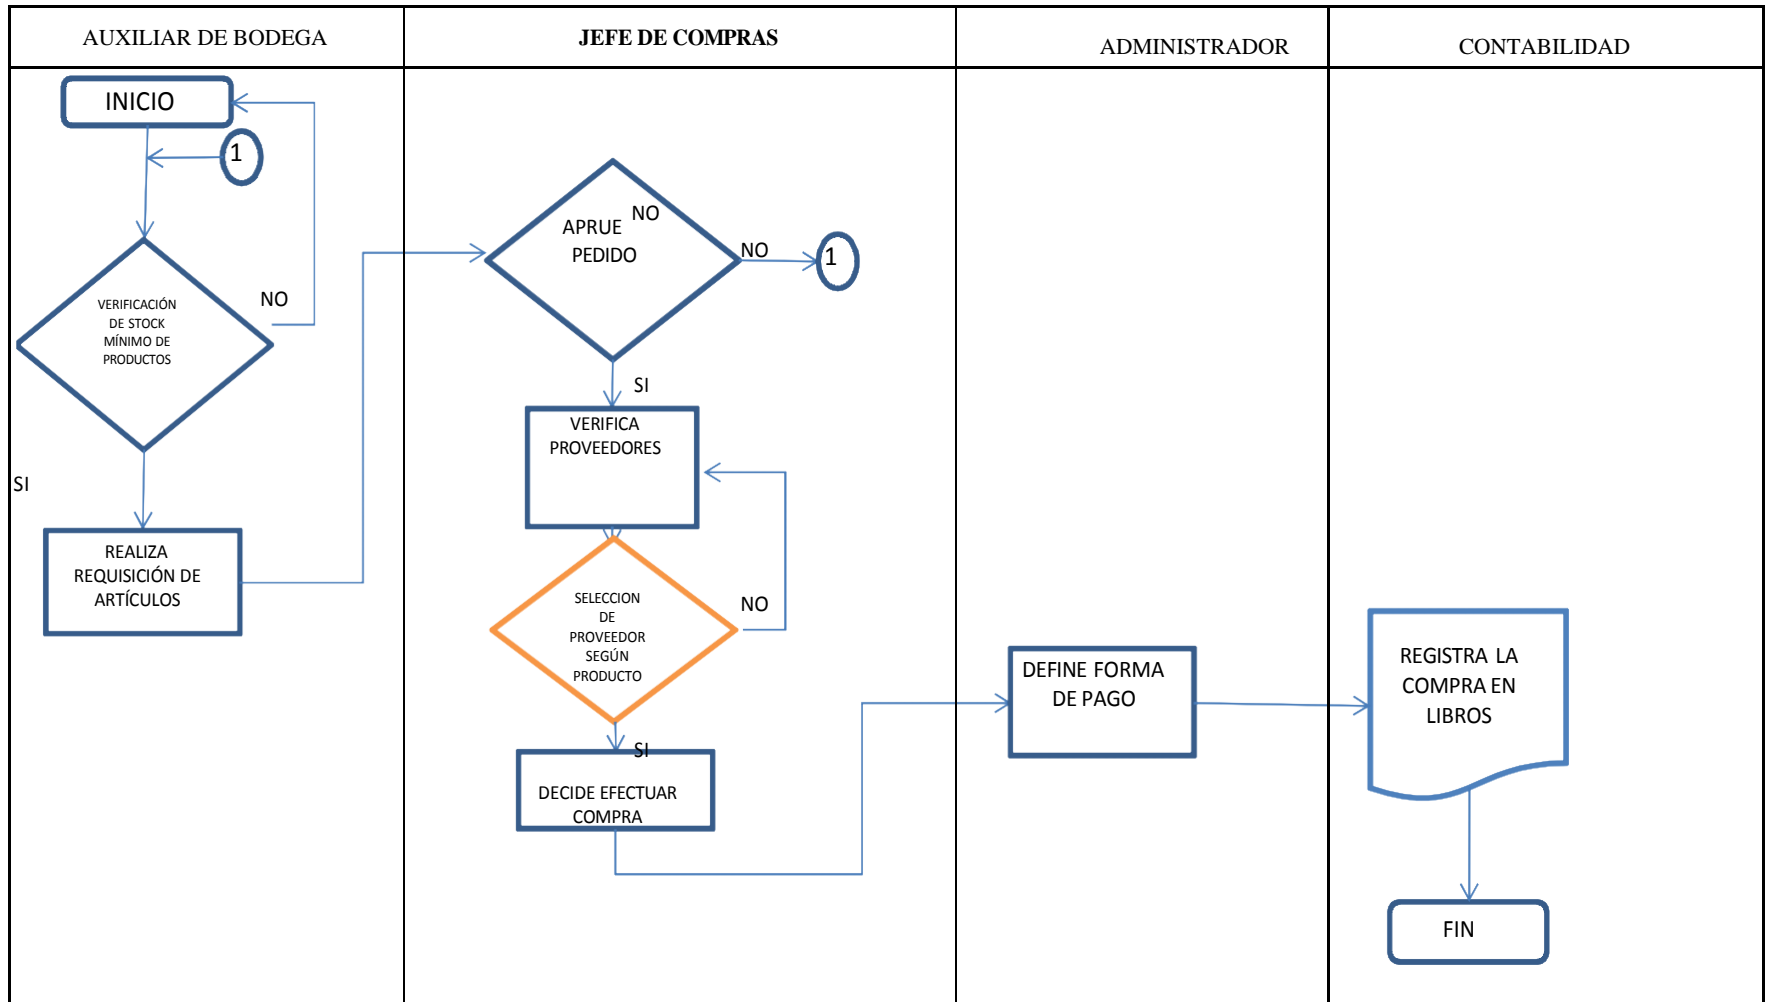 AUXILIAR DE BODEGA
JEFE DE COMPRAS
ADMINISTRADOR
CONTABILIDAD
INICIO
1
VERIFICACIÓN
DE STOCK
MÍNIMO DE
PRODUCTOS
NO
SI
REALIZA
REQUISICIÓN DE
ARTÍCULOS
NO
APRUE
PEDIDO
NO
1
SI
VERIFICA
PROVEEDORES
SELECCION
DE
PROVEEDOR
SEGÚN
PRODUCTO
NO
SI
DECIDE EFECTUAR
COMPRA
DEFINE FORMA
DE PAGO
REGISTRA LA
COMPRA EN
LIBROS
FIN